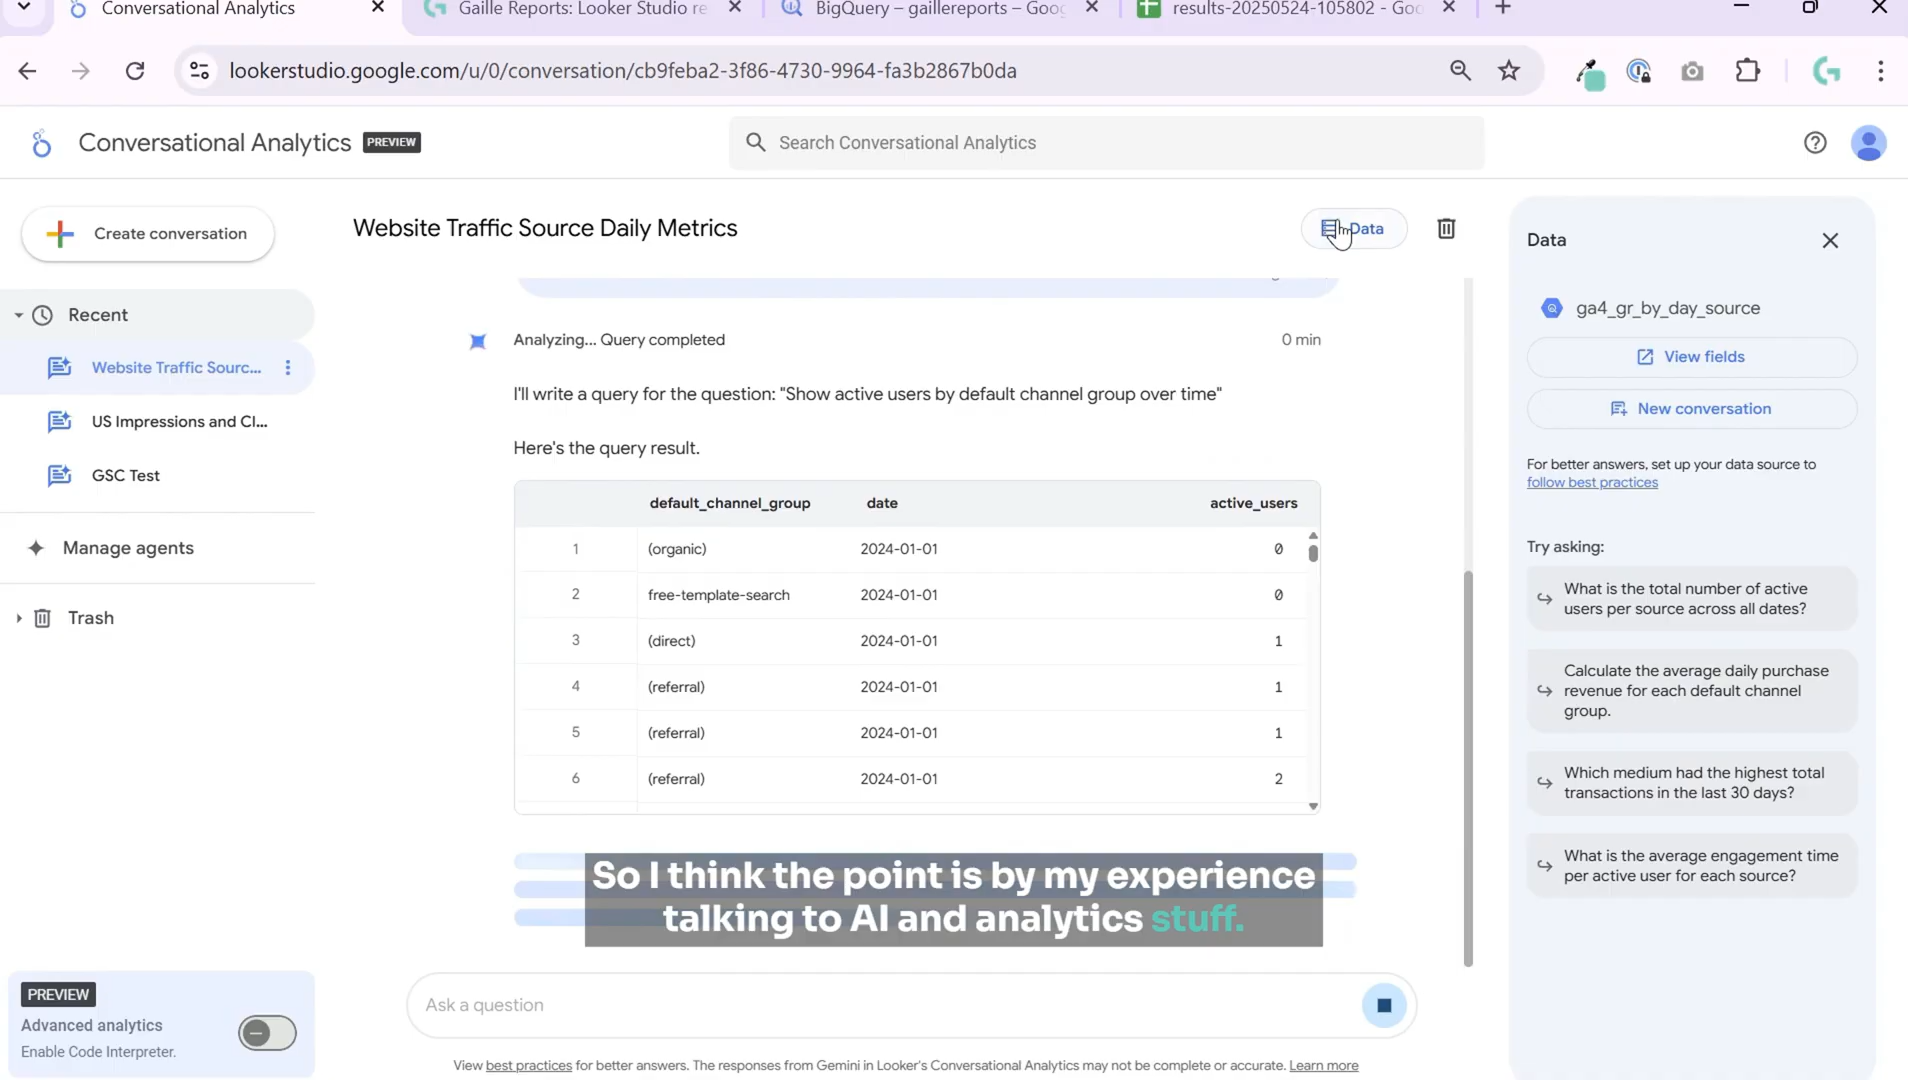 Conversational Analytics
Gaille Reports: Looker Studio re
BigQuery – gaillereports – Goog
results-20250524-105802 - Goo
lookerstudio.google.com/u/0/conversation/cb9feba2-3f86-4730-9964-fa3b2867b0da
Conversational Analytics
PREVIEW
Search Conversational Analytics
Create conversation
Recent
Website Traffic Sourc...
US Impressions and Cl...
GSC Test
Manage agents
Trash
PREVIEW
Advanced analytics
Enable Code Interpreter.
Website Traffic Source Daily Metrics
Data
Analyzing... Query completed
0 min
I'll write a query for the question: "Show active users by default channel group over time"
Here's the query result.
default_channel_group date active_users
1 (organic) 2024-01-01 0
2 free-template-search 2024-01-01 0
3 (direct) 2024-01-01 1
4 (referral) 2024-01-01 1
5 (referral) 2024-01-01 1
6 (referral) 2024-01-01 2
So I think the point is by my experience
talking to AI and analytics stuff.
Ask a question
View best practices for better answers. The responses from Gemini in Looker's Conversational Analytics may not be complete or accurate. Learn more
Data
ga4_gr_by_day_source
View fields
New conversation
For better answers, set up your data source to
follow best practices
Try asking:
What is the total number of active
users per source across all dates?
Calculate the average daily purchase
revenue for each default channel
group.
Which medium had the highest total
transactions in the last 30 days?
What is the average engagement time
per active user for each source?